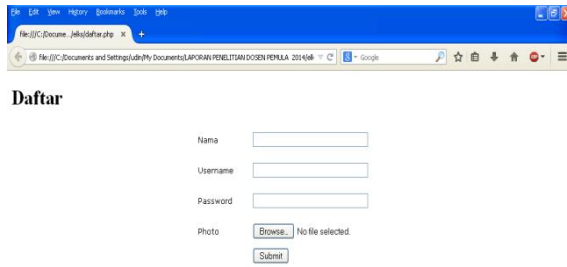 File Edit View History Bookmarks Tools Help
file:///C:/Docume.../elks/daftar.php × +
file:///C:/Documents and Settings/udin/My Documents/LAPORAN PENELITIAN DOSEN PEMULA 2014/elk Google
Daftar
Nama
Username
Password
Photo Browse... No file selected.
Submit